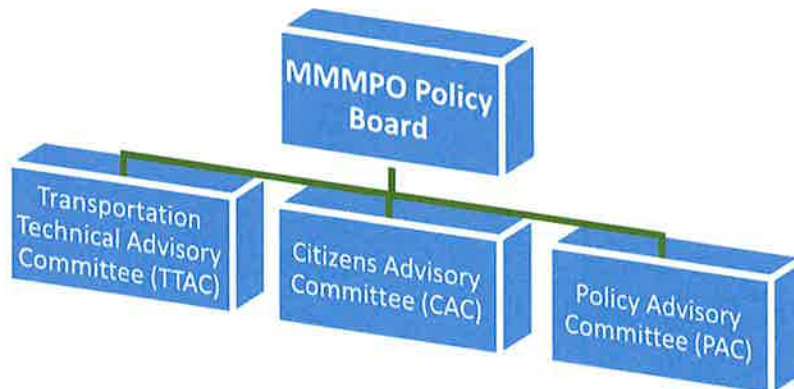 MMMPO Policy
Board
Transportation
Technical Advisory
Committee (TTAC)
Citizens Advisory
Committee (CAC)
Policy Advisory
Committee (PAC)